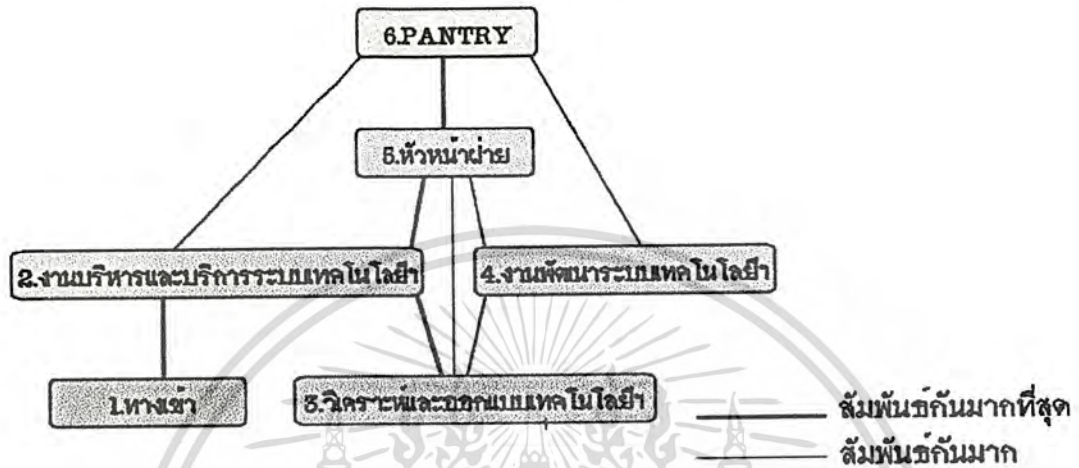 6.PANTRY
5.หัวหน้าฝ่าย
2.งานบริหารและบริการระบบเทคโนโลยีฯ
4.งานพัฒนาระบบเทคโนโลยีฯ
1.ทางเข้า
3.วิเคราะห์และออกแบบเทคโนโลยีฯ
สัมพันธ์กันมากที่สุด
สัมพันธ์กันมาก